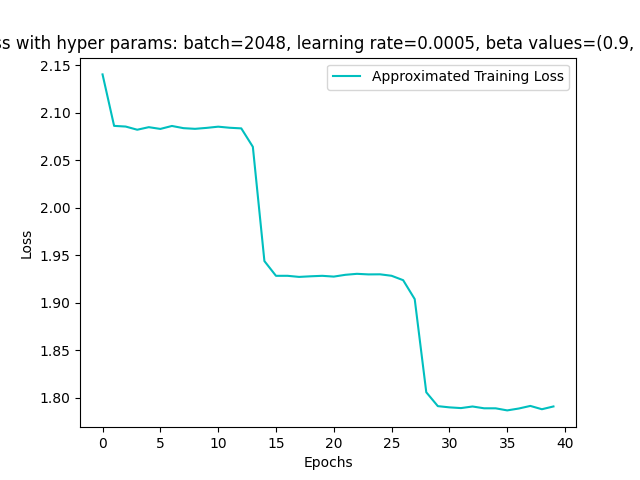 ss with hyper params: batch=2048, learning rate=0.0005, beta values=(0.9,
2.15
2.10
2.05
2.00
1.95
1.90
1.85
1.80
Loss
Approximated Training Loss
0 5 10 15 20 25 30 35 40
Epochs